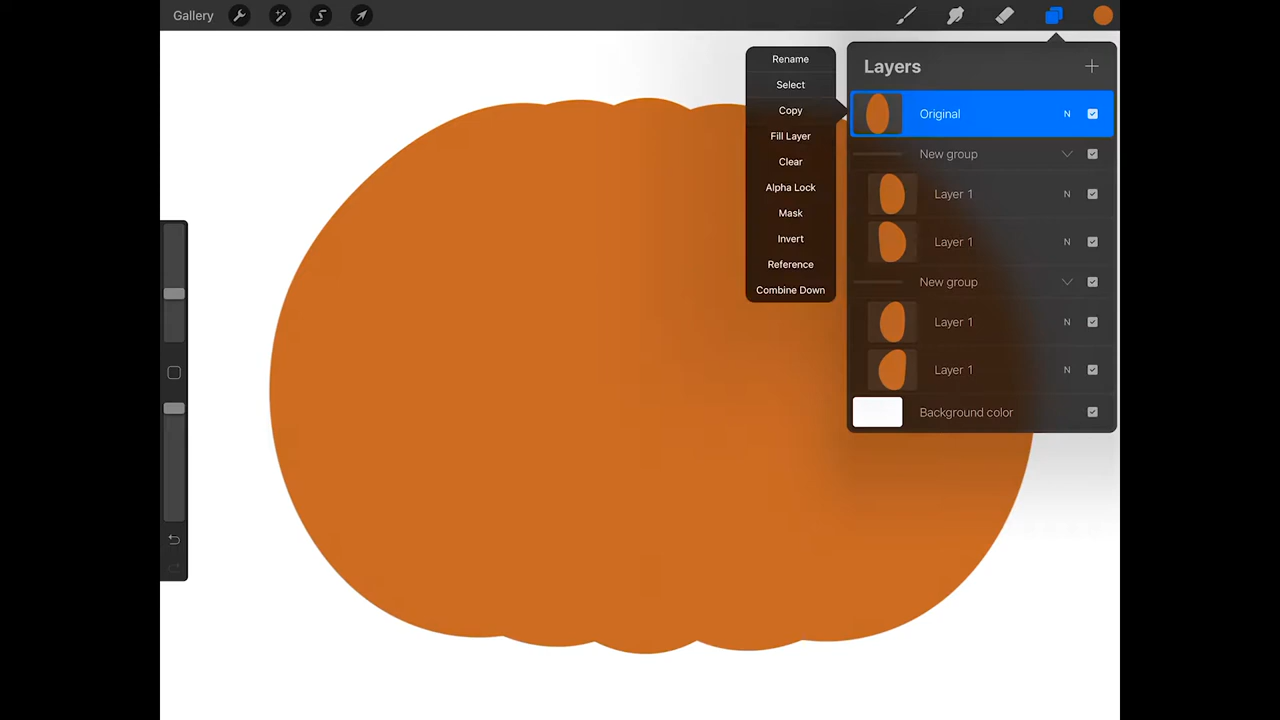 Gallery
Layers
Rename
Select
Copy
Fill Layer
Clear
Alpha Lock
Mask
Invert
Reference
Combine Down
Original N
New group
Layer 1 N
Layer 1 N
New group
Layer 1 N
Layer 1 N
Background color